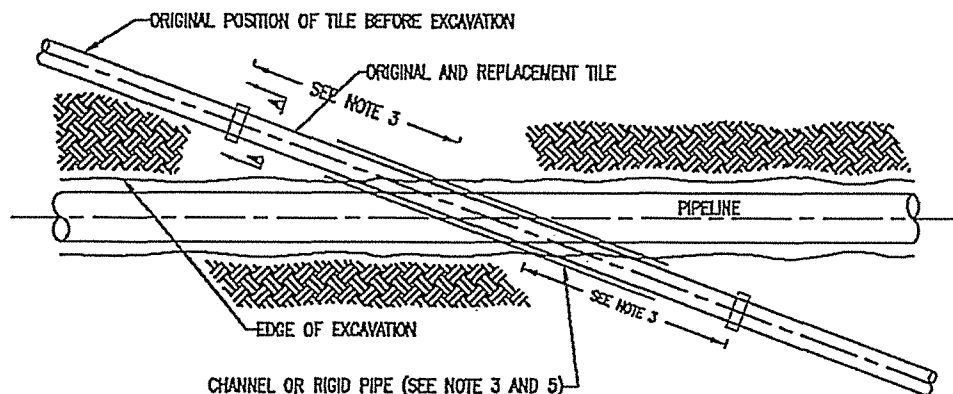 ORIGINAL POSITION OF TILE BEFORE EXCAVATION
ORIGINAL AND REPLACEMENT TILE
SEE NOTE 3
A
A
PIPELINE
SEE NOTE 3
EDGE OF EXCAVATION
CHANNEL OR RIGID PIPE (SEE NOTE 3 AND 5)